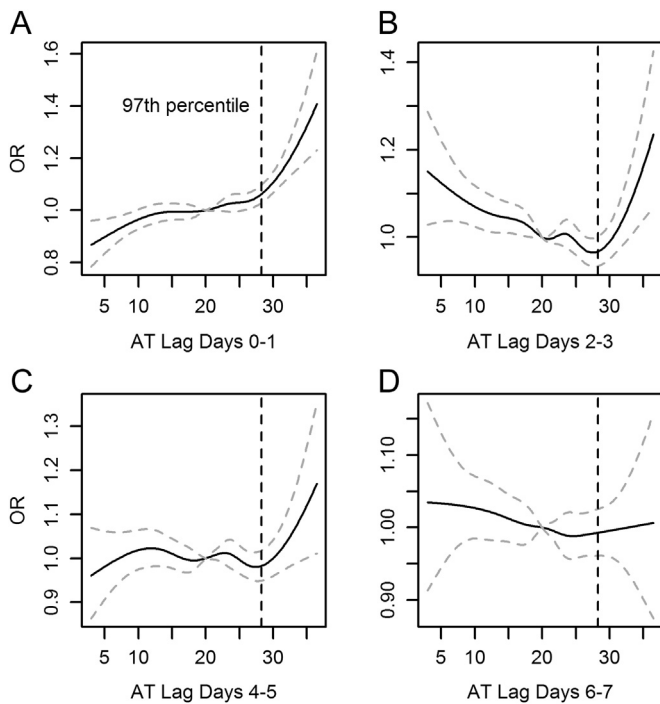 A
1.6
1.4
1.2
1.0
0.8
OR
97th percentile
5 10 20 30
AT Lag Days 0-1
B
1.4
1.2
1.0
5 10 20 30
AT Lag Days 2-3
C
1.3
1.2
1.1
1.0
0.9
OR
5 10 20 30
AT Lag Days 4-5
D
1.10
1.00
0.90
5 10 20 30
AT Lag Days 6-7